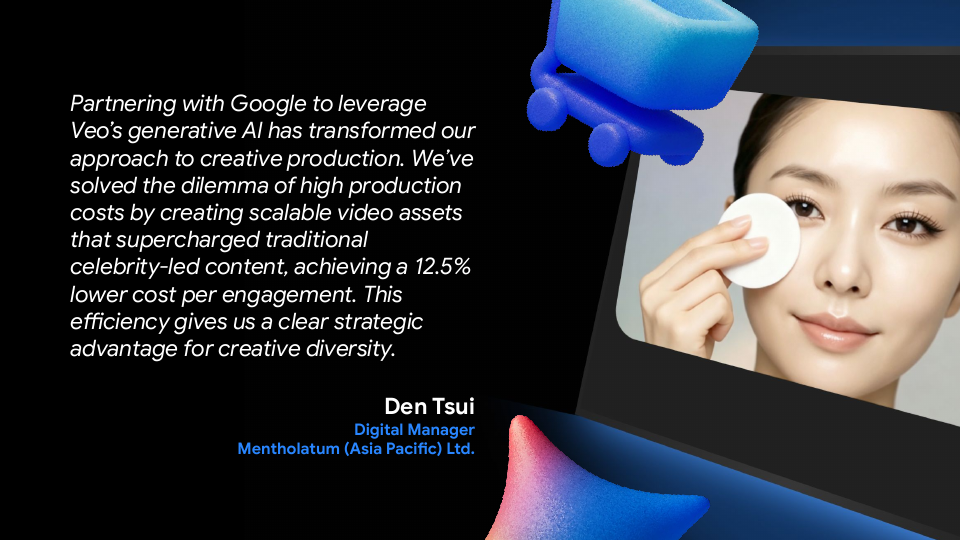 Partnering with Google to leverage
Veo's generative AI has transformed our
approach to creative production. We've
solved the dilemma of high production
costs by creating scalable video assets
that supercharged traditional
celebrity-led content, achieving a 12.5%
lower cost per engagement. This
efficiency gives us a clear strategic
advantage for creative diversity.
Den Tsui
Digital Manager
Mentholatum (Asia Pacific) Ltd.